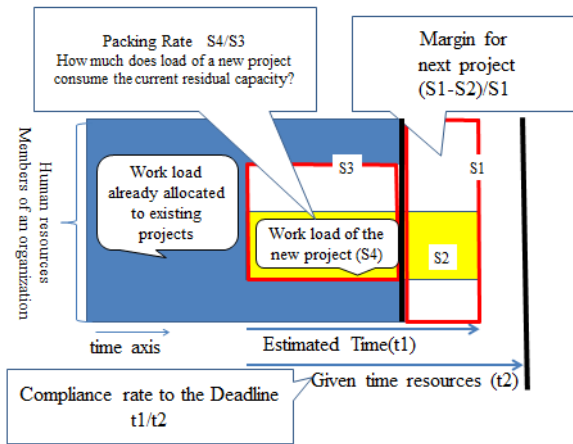 Packing Rate S4/S3
How much does load of a new project
consume the current residual capacity?
Margin for
next project
(S1-S2)/S1
Human resources
Members of an organization
Work load
already allocated
to existing
projects
S3
S1
Work load of the
new project (S4)
S2
time axis
Estimated Time(t1)
Given time resources (t2)
Compliance rate to the Deadline
t1/t2